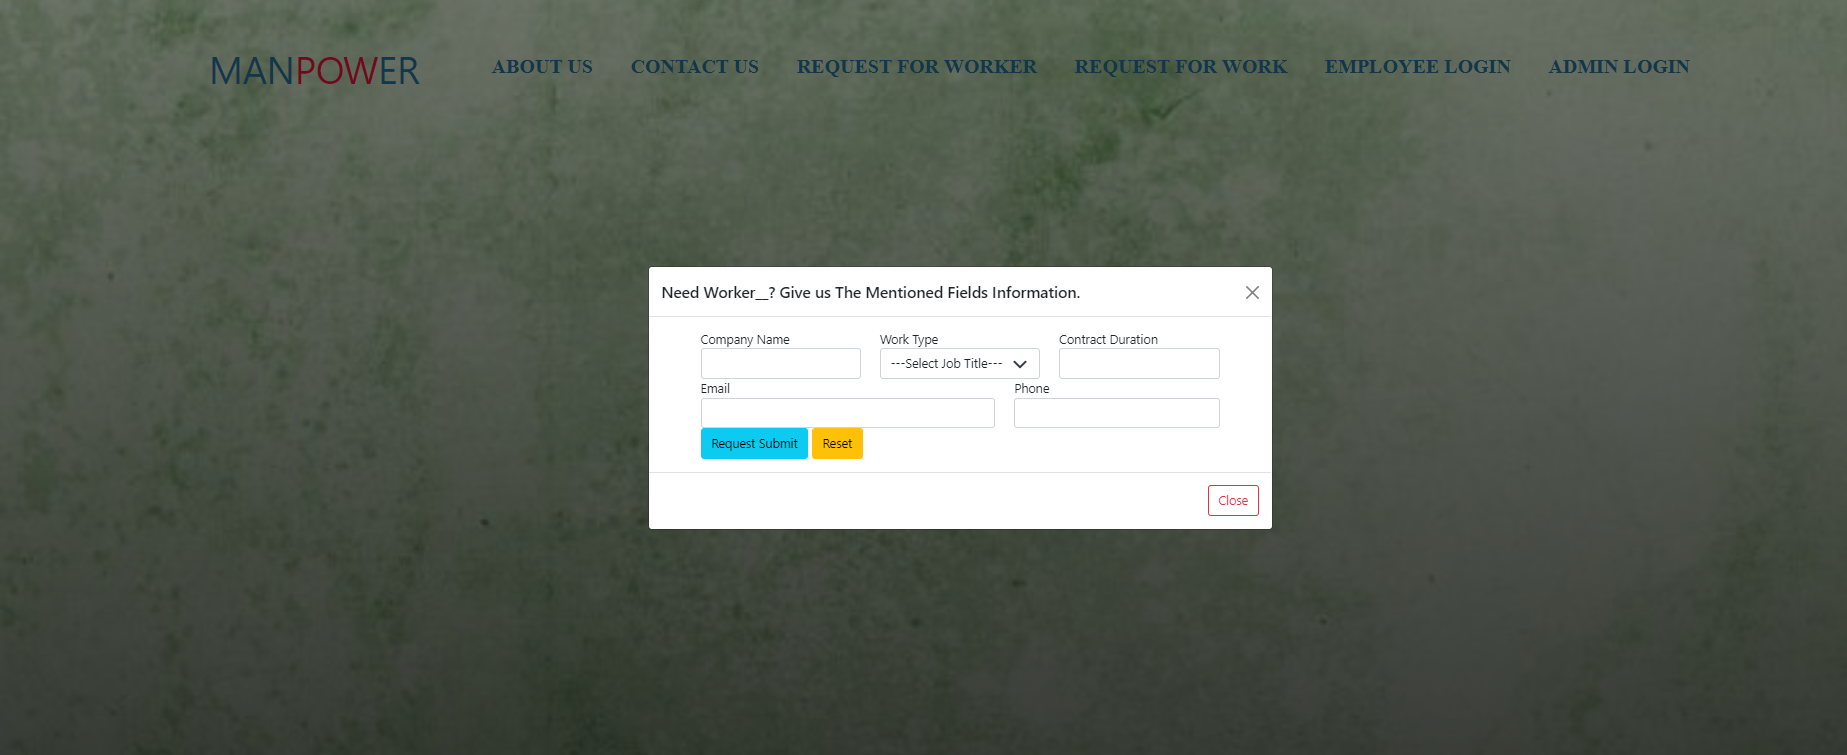 MANPOWER ABOUT US CONTACT US REQUEST FOR WORKER REQUEST FOR WORK EMPLOYEE LOGIN ADMIN LOGIN
Need Worker__? Give us The Mentioned Fields Information.
Company Name Work Type Contract Duration
---Select Job Title---
Email Phone
Request Submit Reset
Close